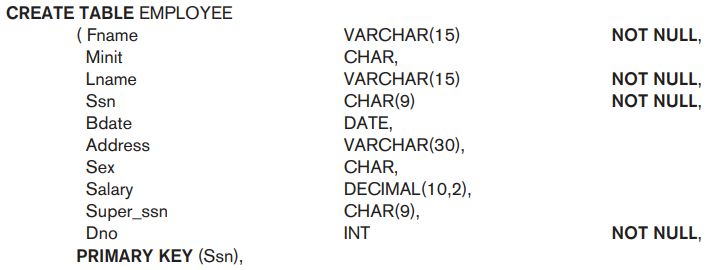 CREATE TABLE EMPLOYEE
( Fname VARCHAR(15) NOT NULL,
Minit CHAR,
Lname VARCHAR(15) NOT NULL,
Ssn CHAR(9) NOT NULL,
Bdate DATE,
Address VARCHAR(30),
Sex CHAR,
Salary DECIMAL(10,2),
Super_ssn CHAR(9),
Dno INT NOT NULL,
PRIMARY KEY (Ssn),